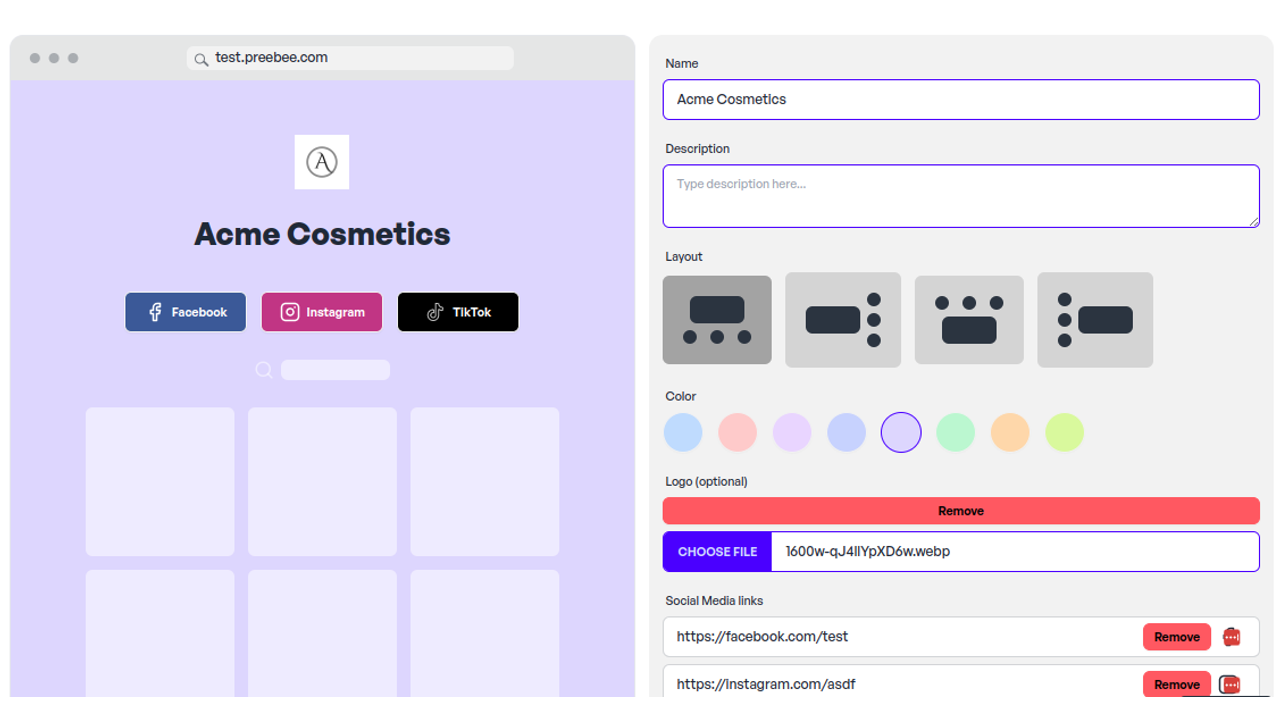 test.preebee.com
A
Acme Cosmetics
Facebook
Instagram
TikTok
Name
Acme Cosmetics
Description
Type description here...
Layout
Color
Logo (optional)
Remove
CHOOSE FILE
1600w-qJ4llYpXD6w.webp
Social Media links
https://facebook.com/test
Remove
https://instagram.com/asdf
Remove